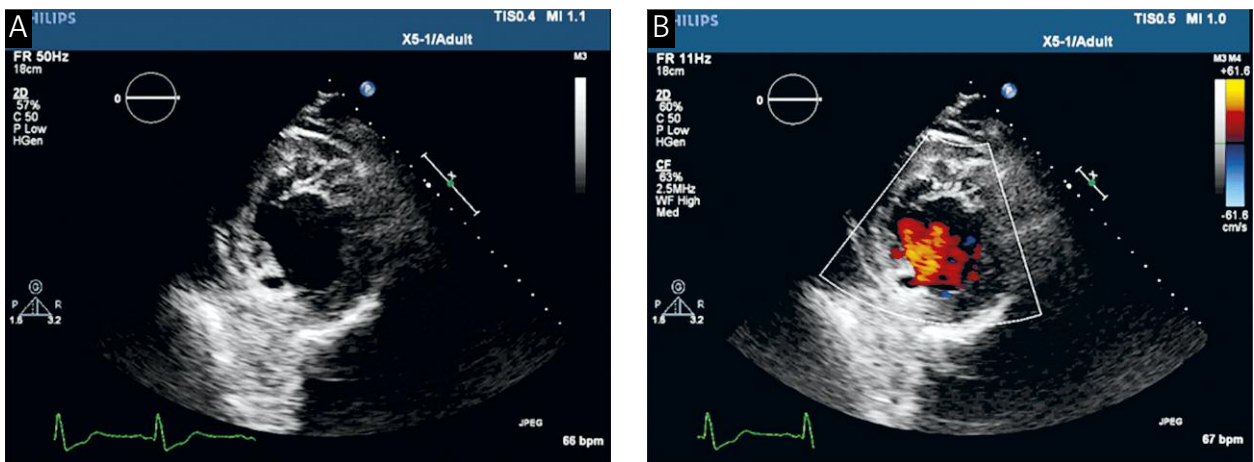 A
PHILIPS
TIS0.4 MI 1.1
X5-1/Adult
FR 50Hz
18cm
M3
2D
57%
C 50
P Low
HGen
0
G
P R
1.6 3.2
JPEG
66 bpm
B
HILIPS
TIS0.5 MI 1.0
X5-1/Adult
FR 11Hz
18cm
M3 M4
+61.6
2D
60%
C 50
P Low
HGen
0
CF
63%
2.5MHz
WF High
Med
-61.6
cm/s
G
P R
1.6 3.2
JPEG
67 bpm